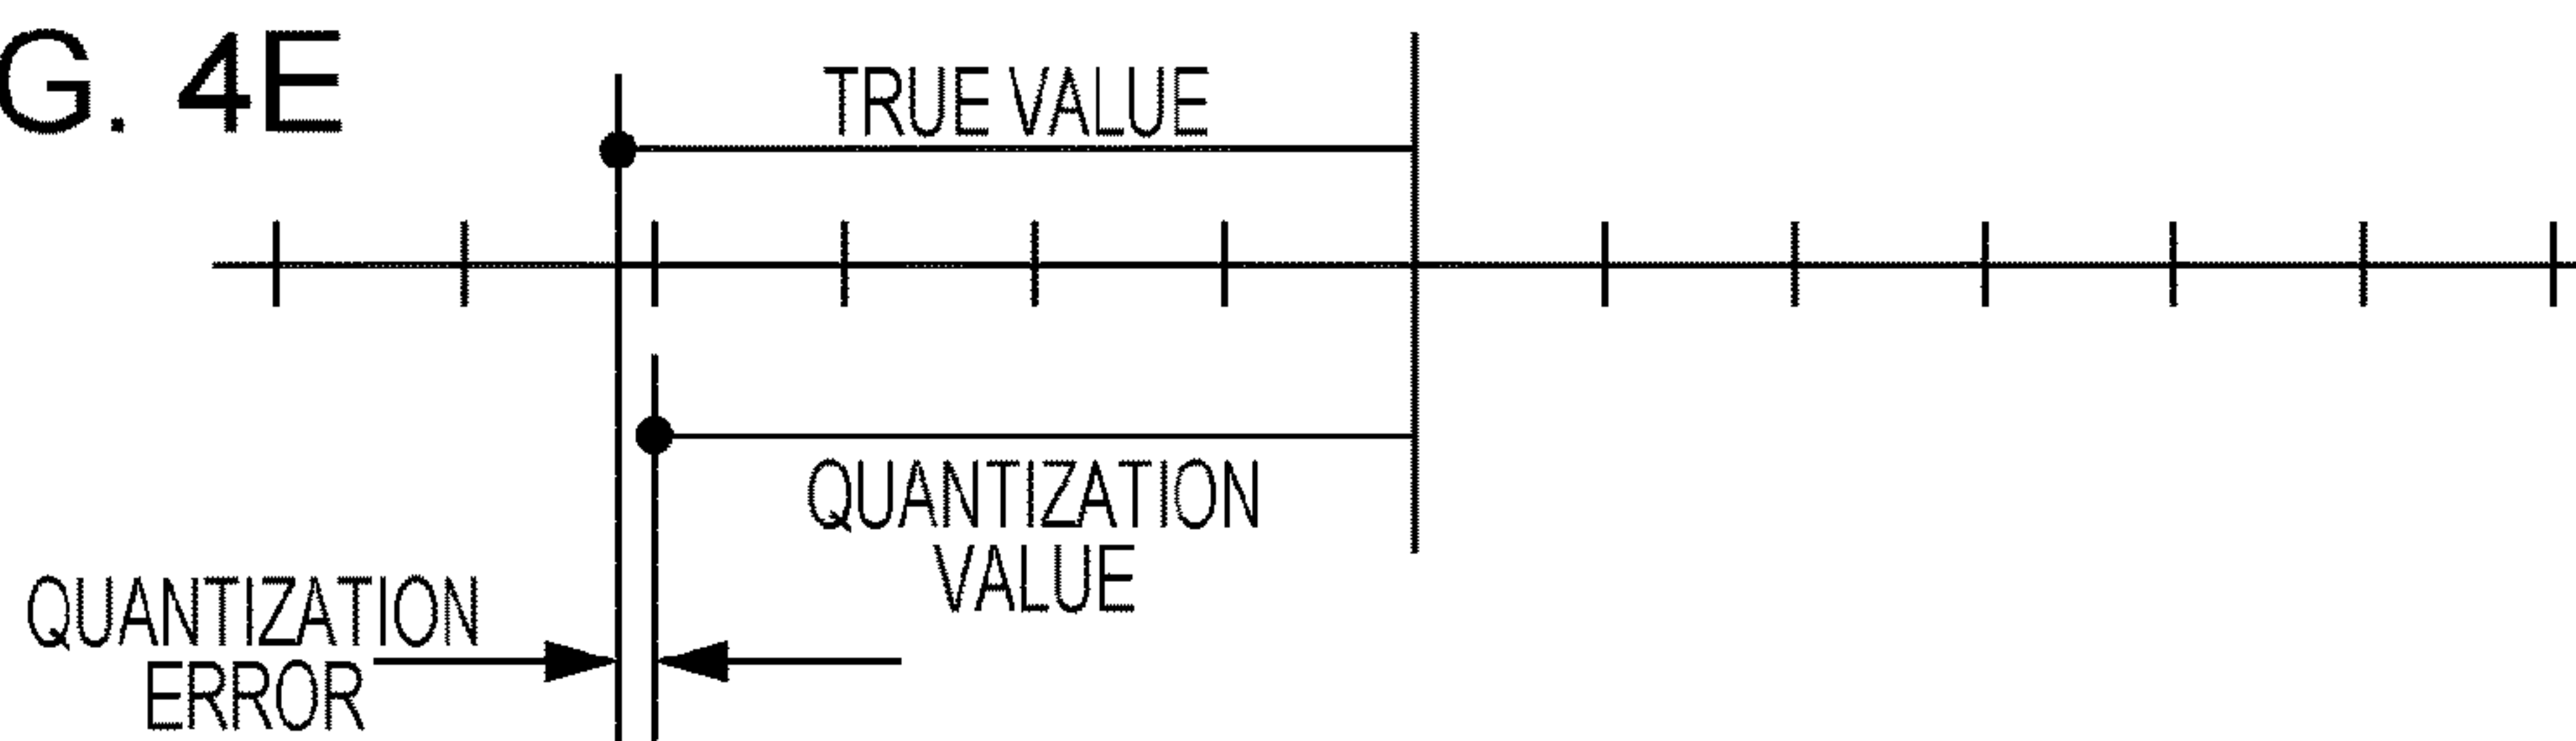 G. 4E
TRUE VALUE
QUANTIZATION
VALUE
QUANTIZATION
ERROR